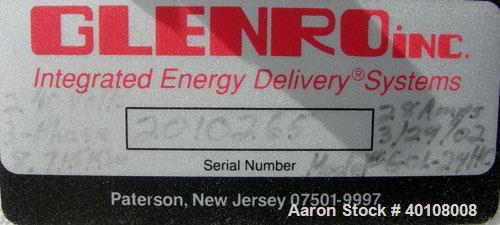 GLENRO INC.
Integrated Energy Delivery® Systems
28 Amps
2010265
3/29/02
Serial Number
Paterson, New Jersey 07501-9997
Aaron Stock # 40108008